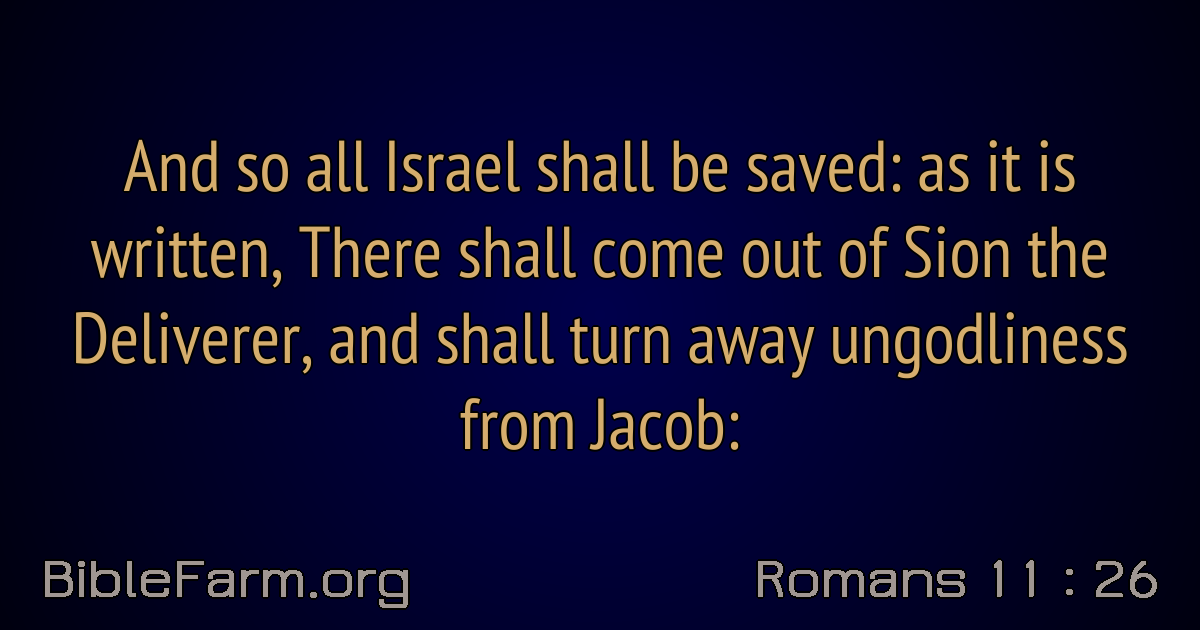 And so all Israel shall be saved: as it is
written, There shall come out of Sion the
Deliverer, and shall turn away ungodliness
from Jacob:
BibleFarm.org
Romans 11 : 26